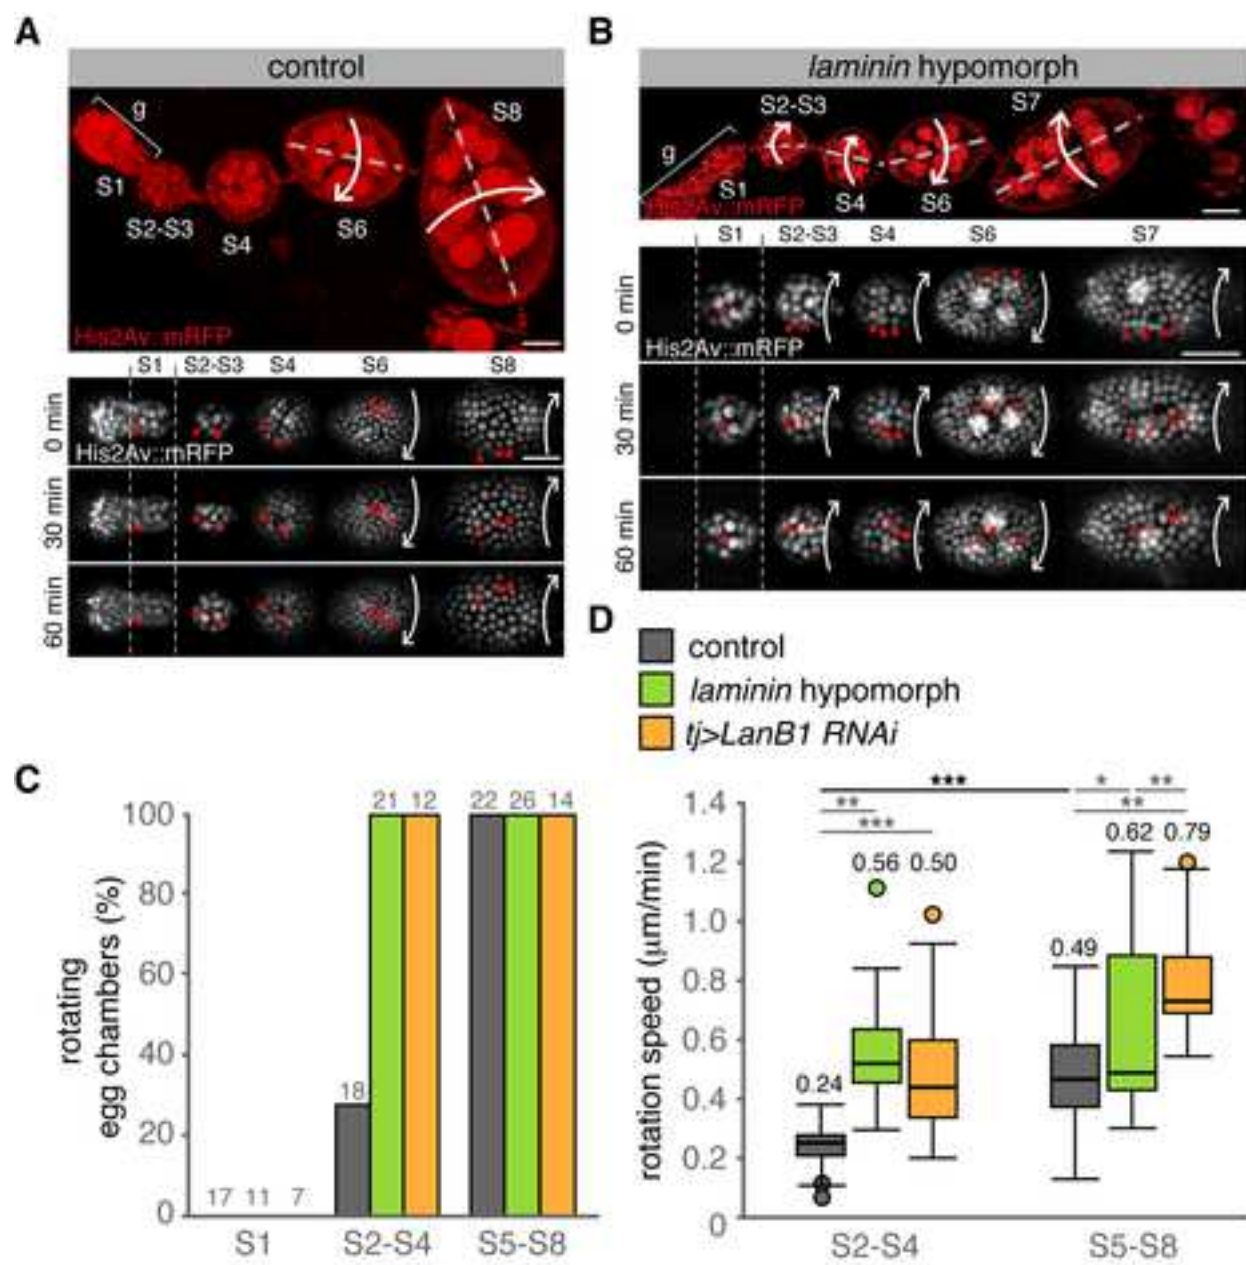 A
control
g
S1
S2-S3
S4
S6
S8
His2Av::mRFP
S1 S2-S3 S4 S6 S8
0 min
His2Av::mRFP
30 min
60 min
B
laminin hypomorph
g
S1
S2-S3
S4
S6
S7
His2Av::mRFP
S1 S2-S3 S4 S6 S7
0 min
His2Av::mRFP
30 min
60 min
C
rotating
egg chambers (%)
100
80
60
40
20
0
17 11 7
18
21 12
22 26 14
S1 S2-S4 S5-S8
D
control
laminin hypomorph
tj>LanB1 RNAi
rotation speed (μm/min)
1.4
1.2
1.0
0.8
0.6
0.4
0.2
0
***
**
***
*
**
**
0.24
0.56
0.50
0.49
0.62
0.79
S2-S4 S5-S8